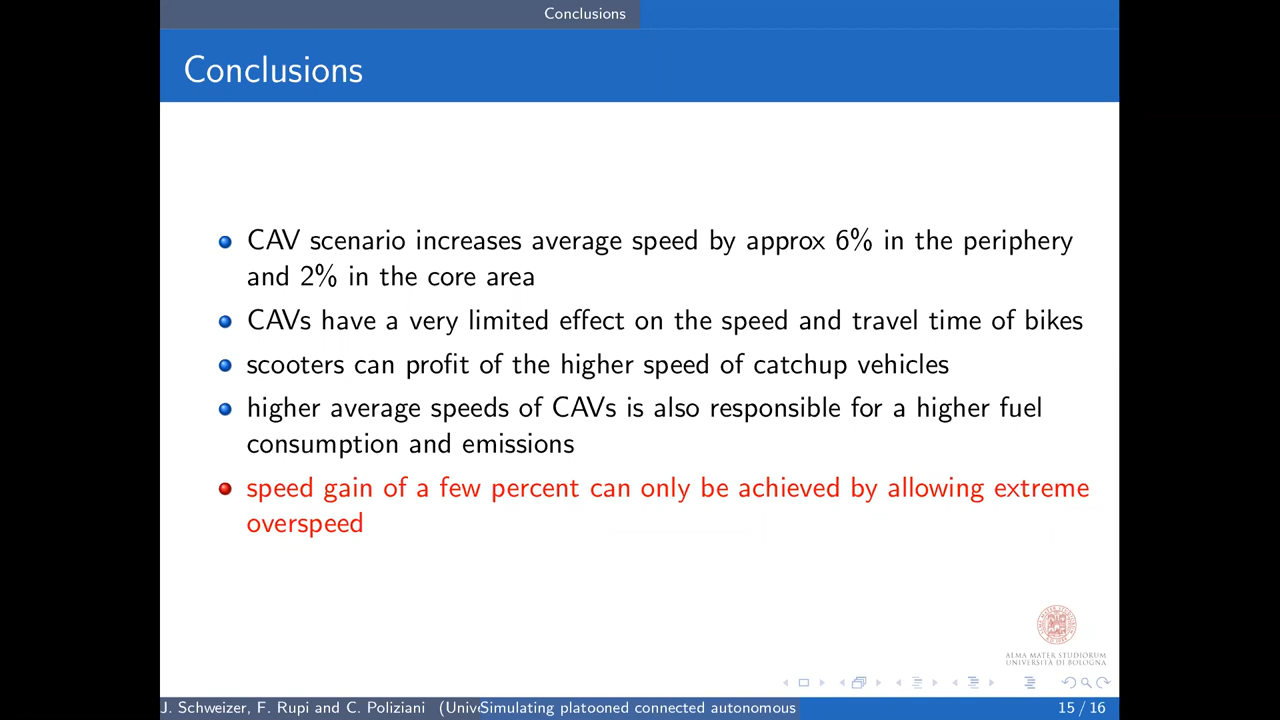 Conclusions
Conclusions
CAV scenario increases average speed by approx 6% in the periphery
and 2% in the core area
CAVs have a very limited effect on the speed and travel time of bikes
scooters can profit of the higher speed of catchup vehicles
higher average speeds of CAVs is also responsible for a higher fuel
consumption and emissions
speed gain of a few percent can only be achieved by allowing extreme
overspeed
ALMA MATER STUDIORUM
UNIVERSITÀ DI BOLOGNA
J. Schweizer, F. Rupi and C. Poliziani (Unive Simulating platooned connected autonomous 15 / 16